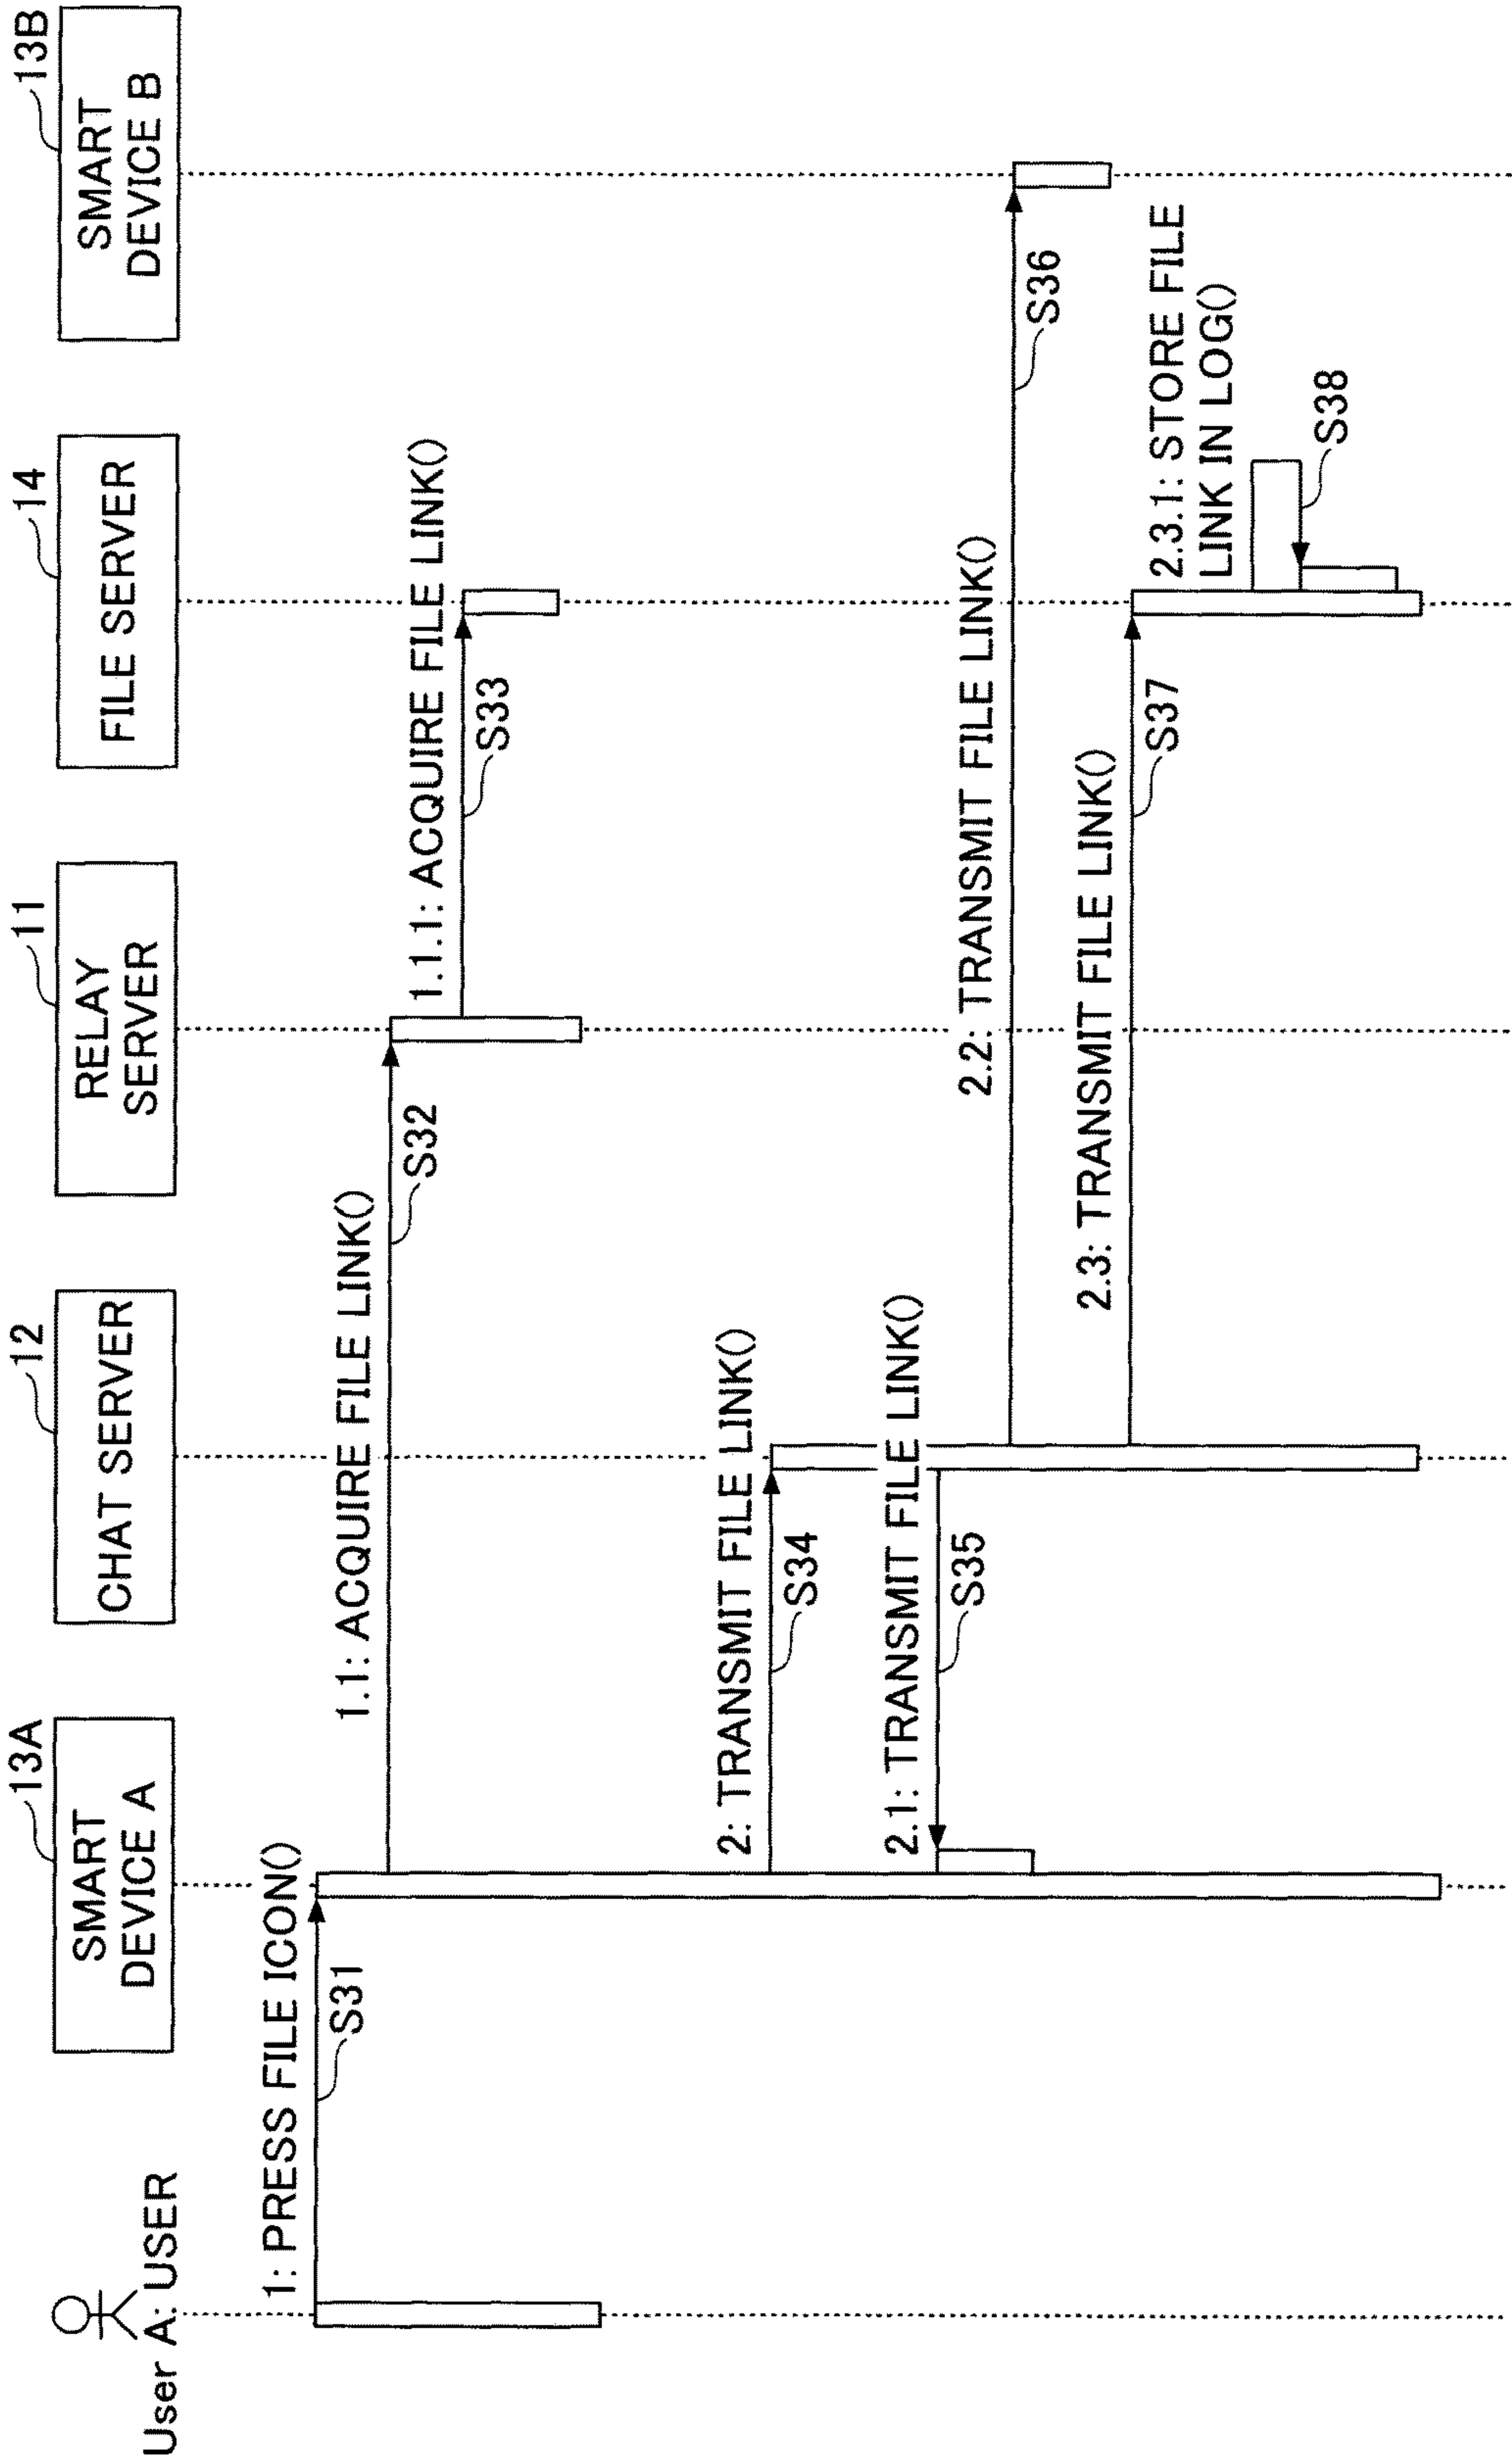 User A: USER
13A
SMART
DEVICE A
12
CHAT SERVER
11
RELAY
SERVER
14
FILE SERVER
13B
SMART
DEVICE B
1: PRESS FILE ICON()
S31
1.1: ACQUIRE FILE LINK()
S32
1.1.1: ACQUIRE FILE LINK()
S33
2: TRANSMIT FILE LINK()
S34
2.1: TRANSMIT FILE LINK()
S35
2.2: TRANSMIT FILE LINK()
S36
2.3: TRANSMIT FILE LINK()
S37
2.3.1: STORE FILE
LINK IN LOG()
S38